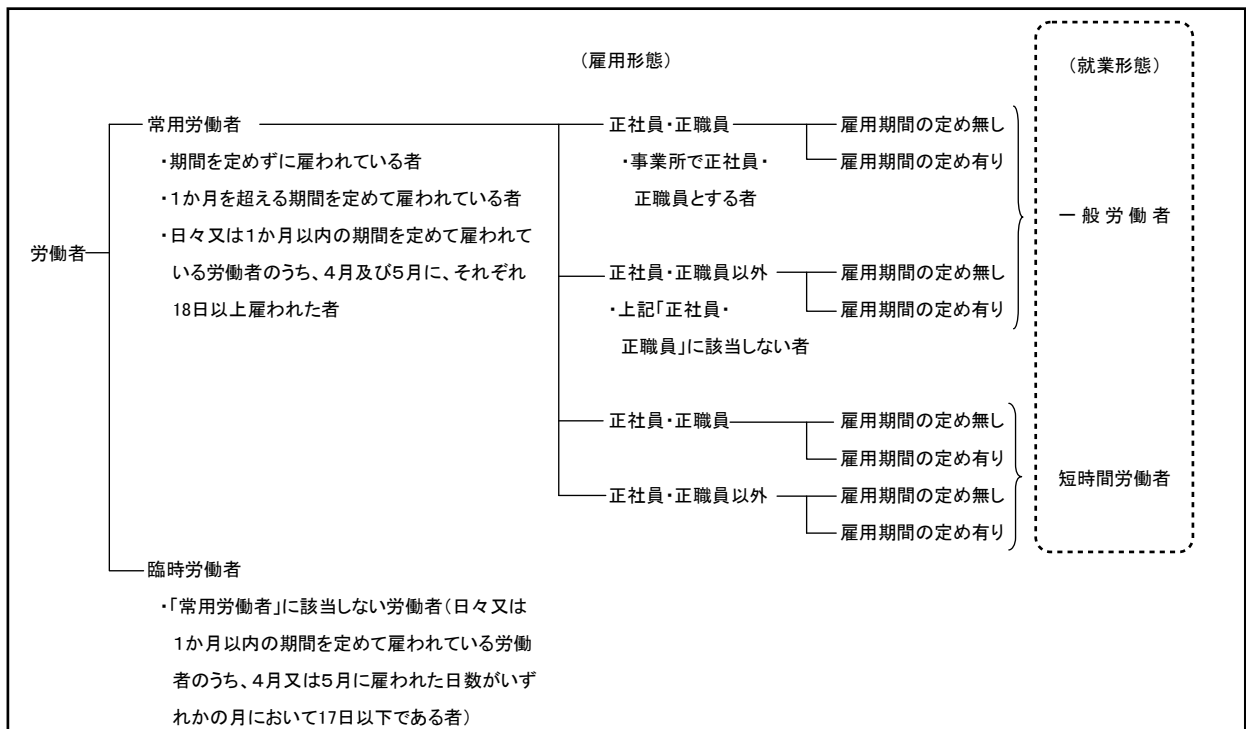 （雇用形態）
（就業形態）
労働者
常用労働者
・期間を定めずに雇われている者
・１か月を超える期間を定めて雇われている者
・日々又は１か月以内の期間を定めて雇われて
いる労働者のうち、４月及び５月に、それぞれ
18日以上雇われた者
正社員・正職員
・事業所で正社員・
正職員とする者
雇用期間の定め無し
雇用期間の定め有り
正社員・正職員以外
・上記「正社員・
正職員」に該当しない者
雇用期間の定め無し
雇用期間の定め有り
一 般 労 働 者
正社員・正職員
雇用期間の定め無し
雇用期間の定め有り
正社員・正職員以外
雇用期間の定め無し
雇用期間の定め有り
短時間労働者
臨時労働者
・「常用労働者」に該当しない労働者（日々又は
１か月以内の期間を定めて雇われている労働
者のうち、４月又は５月に雇われた日数がいず
れかの月において17日以下である者）